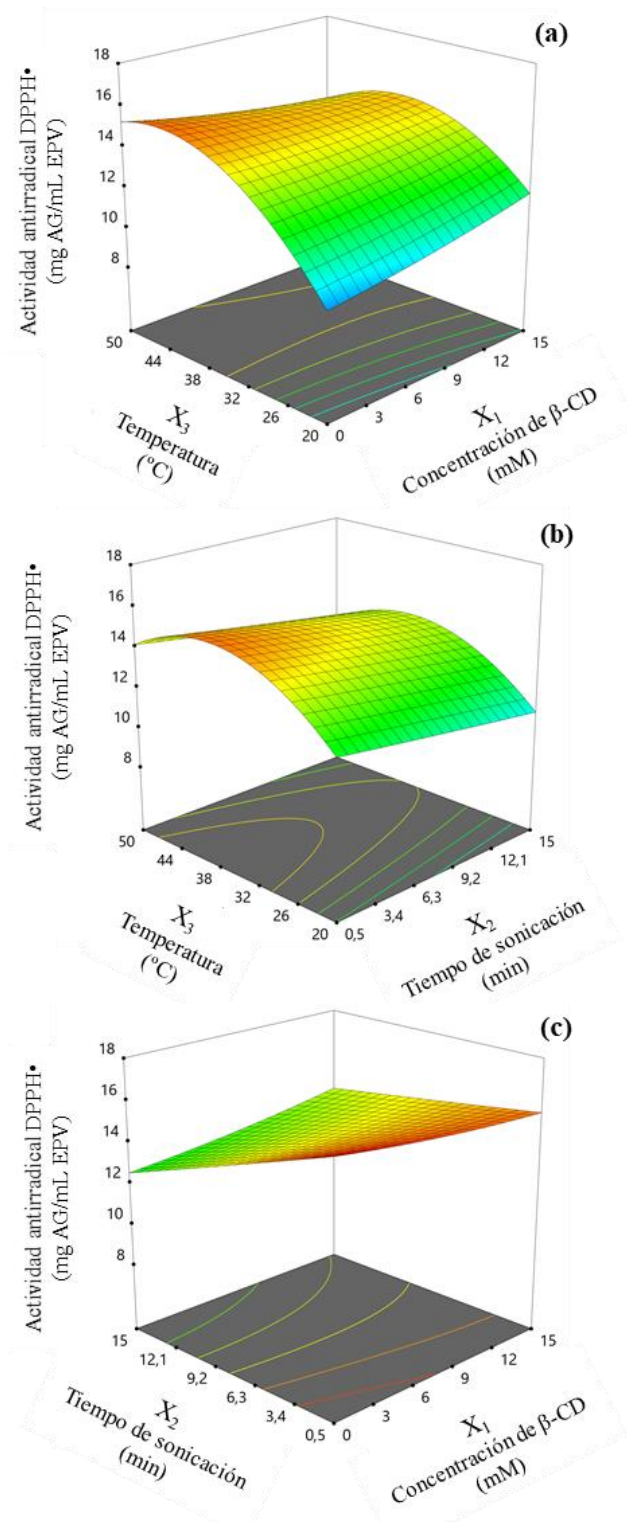 (a)
Actividad antirradical DPPH•
(mg AG/mL EPV)
18
16
14
12
10
8
50
44
38
32
26
20
0
3
6
9
12
15
X₃
Temperatura
(ºC)
X₁
Concentración de β-CD
(mM)
(b)
Actividad antirradical DPPH•
(mg AG/mL EPV)
18
16
14
12
10
8
50
44
38
32
26
20
0,5
3,4
6,3
9,2
12,1
15
X₃
Temperatura
(ºC)
X₂
Tiempo de sonicación
(min)
(c)
Actividad antirradical DPPH•
(mg AG/mL EPV)
18
16
14
12
10
8
15
12,1
9,2
6,3
3,4
0,5
0
3
6
9
12
15
X₂
Tiempo de sonicación
(min)
X₁
Concentración de β-CD
(mM)